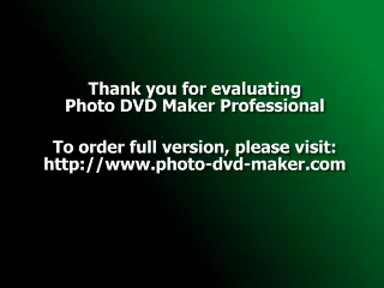 Thank you for evaluating
Photo DVD Maker Professional
To order full version, please visit:
http://www.photo-dvd-maker.com